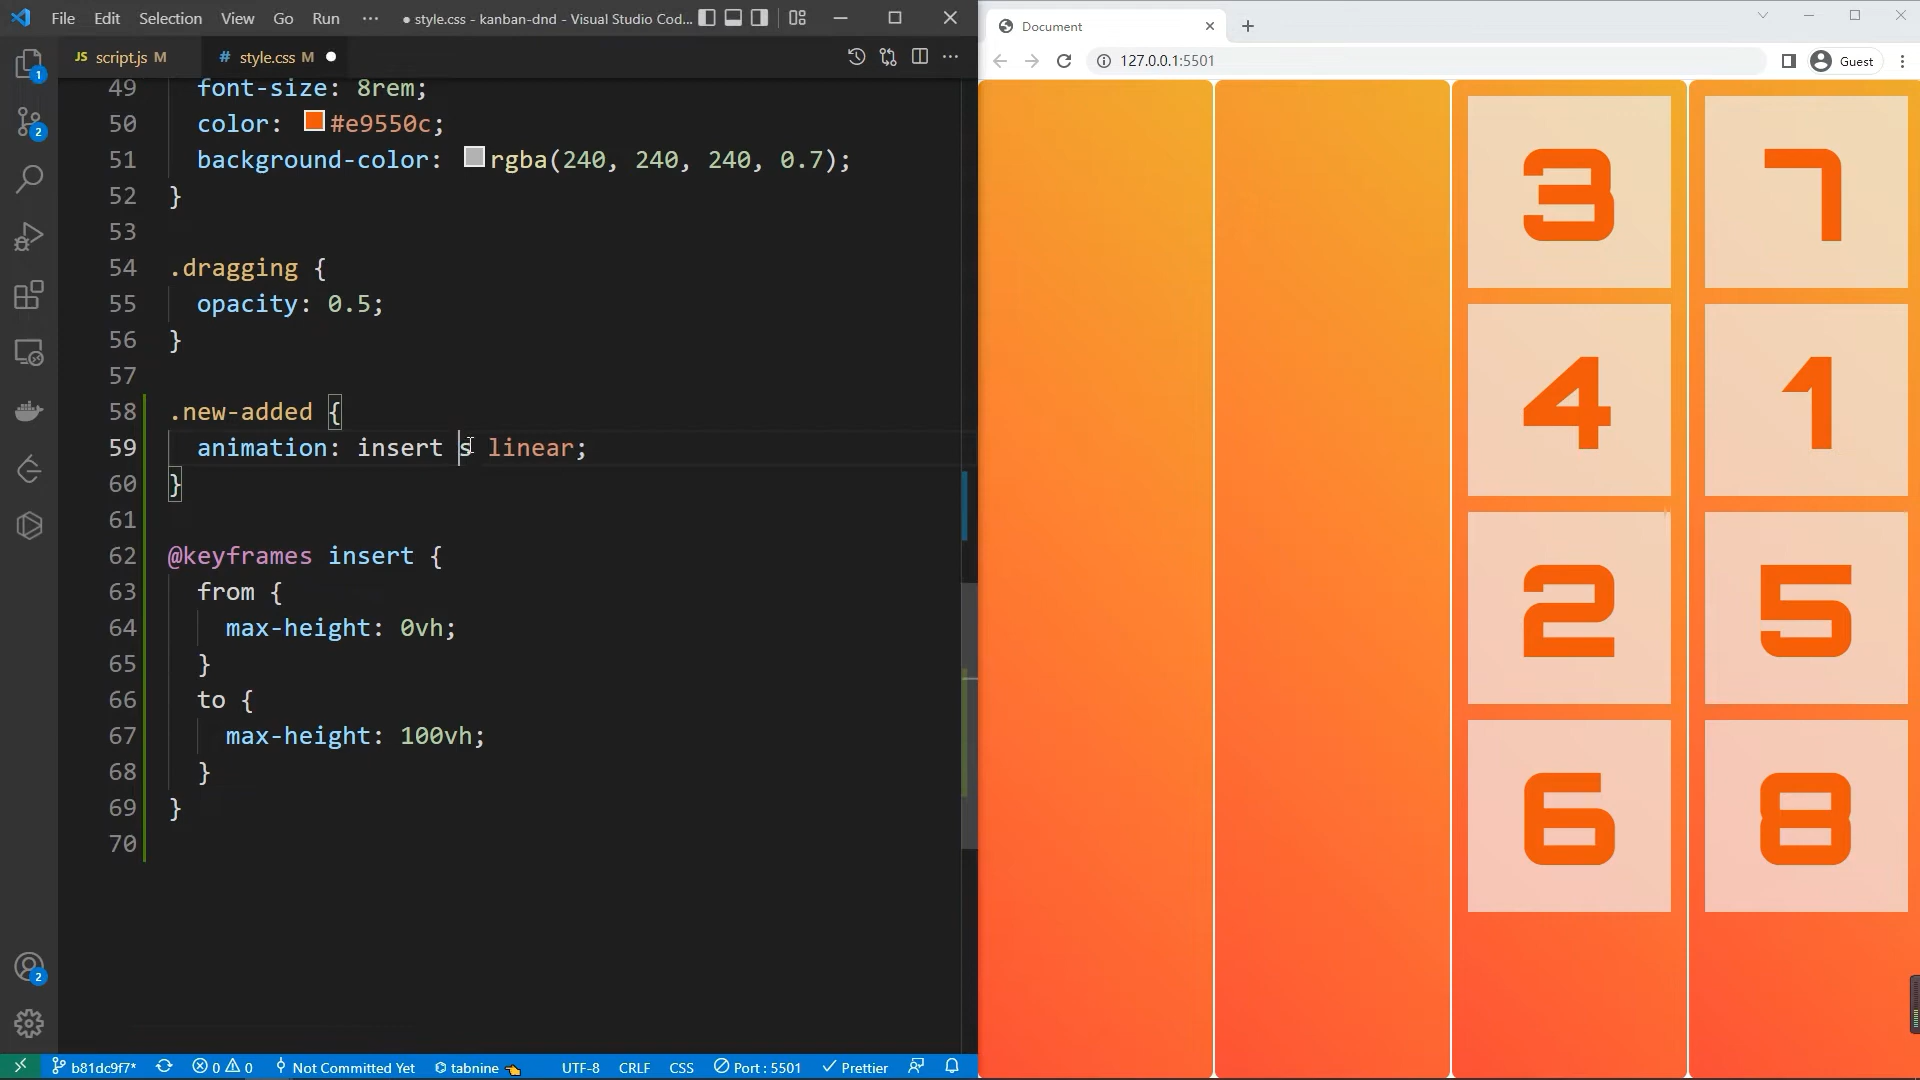 File Edit Selection View Go Run ··· ● style.css - kanban-dnd - Visual Studio Cod...
JS script.js M # style.css M ●
49 font-size: 8rem;
50 color: #e9550c;
51 background-color: rgba(240, 240, 240, 0.7);
52 }
53
54 .dragging {
55 opacity: 0.5;
56 }
57
58 .new-added {
59 animation: insert s linear;
60 }
61
62 @keyframes insert {
63 from {
64 max-height: 0vh;
65 }
66 to {
67 max-height: 100vh;
68 }
69 }
70
1
2
2
b81dc9f7* 0 0 Not Committed Yet tabnine UTF-8 CRLF CSS Port : 5501 Prettier
Document
127.0.0.1:5501 Guest
3 7
4 1
2 5
6 8